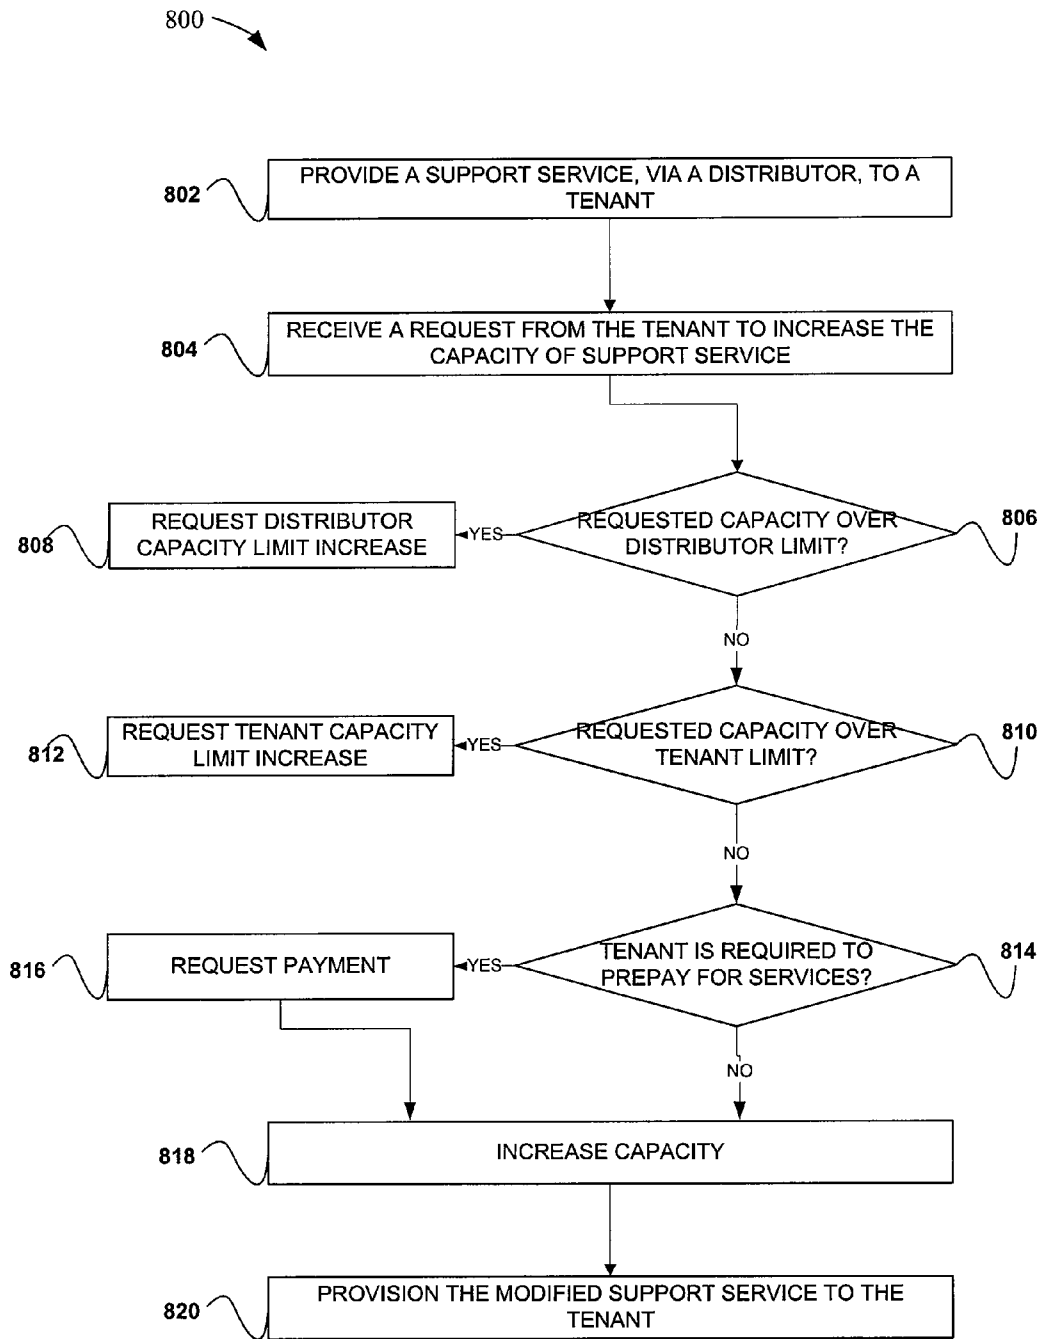 800
802
PROVIDE A SUPPORT SERVICE, VIA A DISTRIBUTOR, TO A
TENANT
804
RECEIVE A REQUEST FROM THE TENANT TO INCREASE THE
CAPACITY OF SUPPORT SERVICE
808
REQUEST DISTRIBUTOR
CAPACITY LIMIT INCREASE
YES
REQUESTED CAPACITY OVER
DISTRIBUTOR LIMIT?
806
NO
812
REQUEST TENANT CAPACITY
LIMIT INCREASE
YES
REQUESTED CAPACITY OVER
TENANT LIMIT?
810
NO
816
REQUEST PAYMENT
YES
TENANT IS REQUIRED TO
PREPAY FOR SERVICES?
814
NO
818
INCREASE CAPACITY
820
PROVISION THE MODIFIED SUPPORT SERVICE TO THE
TENANT